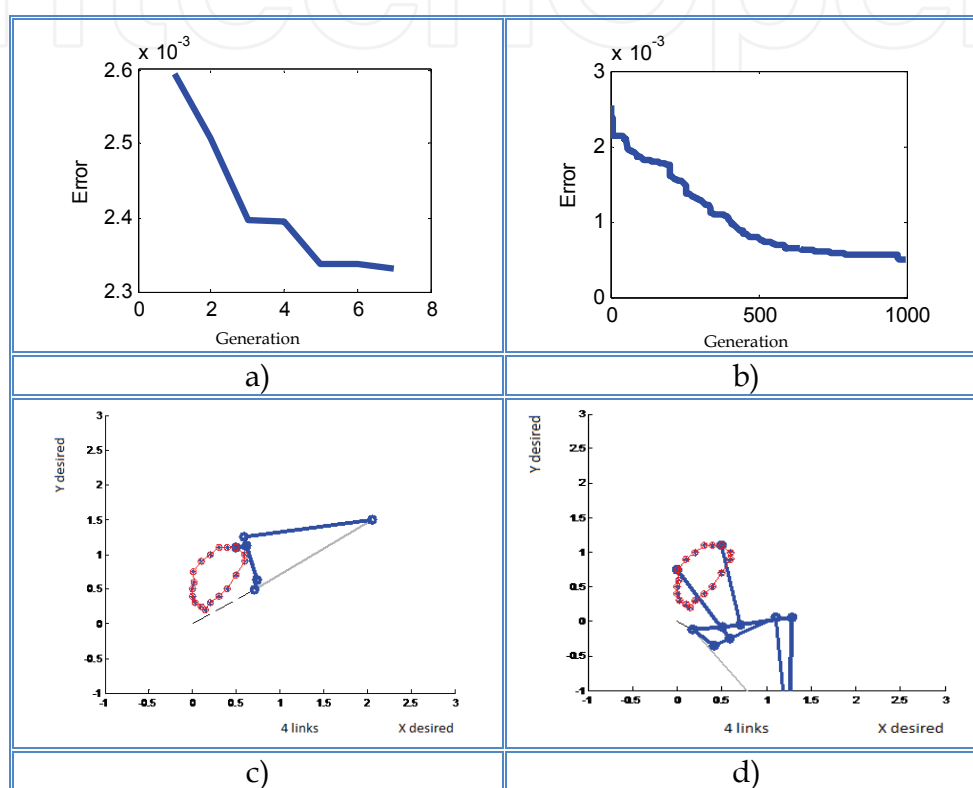 intechopen
x 10-3
2.6
2.5
2.4
2.3
Error
0 2 4 6 8
Generation
x 10-3
3
2
1
0
Error
0 500 1000
Generation
a) b)
3
2.5
2
1.5
1
0.5
0
-0.5
-1
Y desired
-1 -0.5 0 0.5 1 1.5 2 2.5 3
4 links X desired
3
2.5
2
1.5
1
0.5
0
-0.5
-1
Y desired
-1 -0.5 0 0.5 1 1.5 2 2.5 3
4 links X desired
c) d)